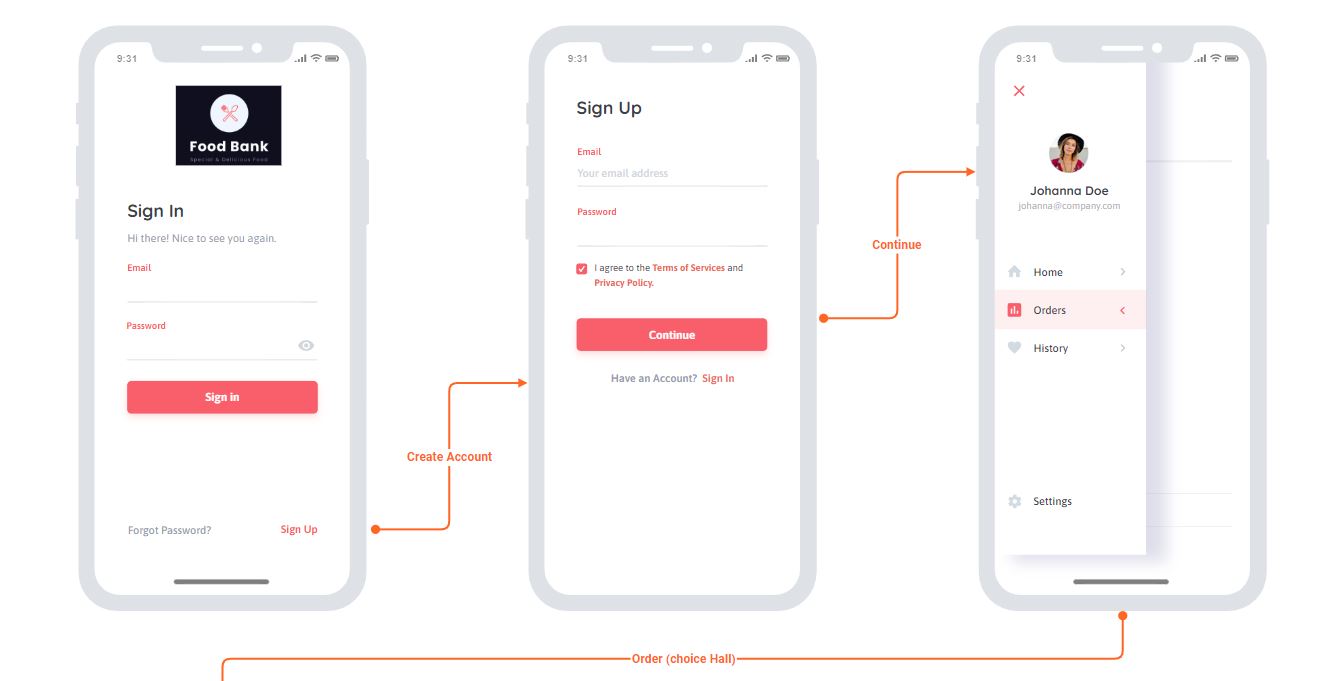 9:31
Food Bank
Special & Delicious Food
Sign In
Hi there! Nice to see you again.
Email
Password
Sign in
Forgot Password?
Sign Up
Create Account
9:31
Sign Up
Email
Your email address
Password
I agree to the Terms of Services and
Privacy Policy.
Continue
Have an Account? Sign In
Continue
9:31
Johanna Doe
johanna@company.com
Home
Orders
History
Settings
Order (choice Hall)